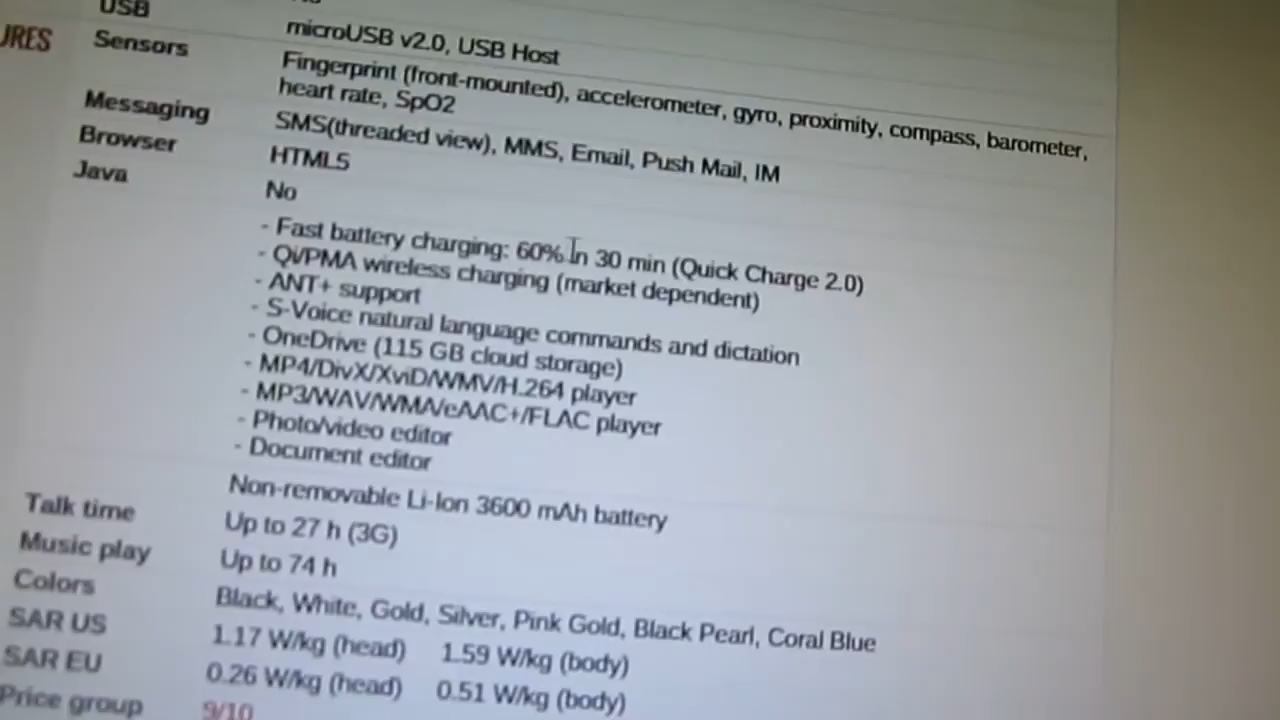 USB
microUSB v2.0, USB Host
URES
Sensors
Fingerprint (front-mounted), accelerometer, gyro, proximity, compass, barometer,
heart rate, SpO2
Messaging
SMS(threaded view), MMS, Email, Push Mail, IM
Browser
HTML5
Java
No
- Fast battery charging: 60% in 30 min (Quick Charge 2.0)
- Qi/PMA wireless charging (market dependent)
- ANT+ support
- S-Voice natural language commands and dictation
- OneDrive (115 GB cloud storage)
- MP4/DivX/XviD/WMV/H.264 player
- MP3/WAV/WMA/eAAC+/FLAC player
- Photo/video editor
- Document editor
Non-removable Li-Ion 3600 mAh battery
Talk time
Up to 27 h (3G)
Music play
Up to 74 h
Colors
Black, White, Gold, Silver, Pink Gold, Black Pearl, Coral Blue
SAR US
1.17 W/kg (head) 1.59 W/kg (body)
SAR EU
0.26 W/kg (head) 0.51 W/kg (body)
Price group
9/10